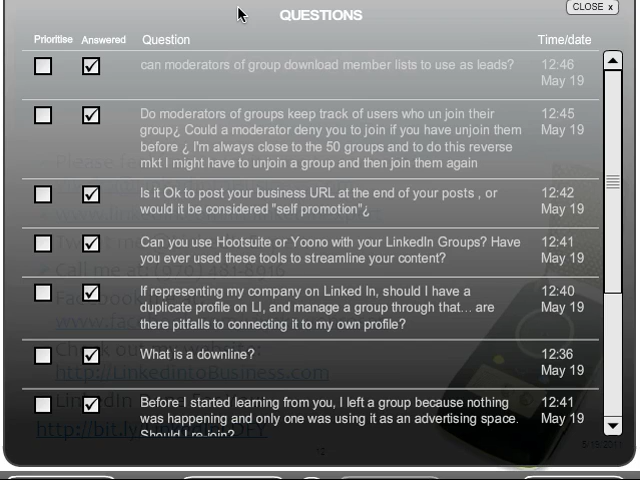 CLOSE x
QUESTIONS
Prioritise Answered Question Time/date
can moderators of group download member lists to use as leads? 12:46
May 19
Do moderators of groups keep track of users who un join their 12:45
group¿ Could a moderator deny you to join if you have unjoin them May 19
before ¿ I'm always close to the 50 groups and to do this reverse
mkt I might have to unjoin a group and then join them again
Is it Ok to post your business URL at the end of your posts , or 12:42
would it be considered "self promotion"¿ May 19
Can you use Hootsuite or Yoono with your LinkedIn Groups? Have 12:41
you ever used these tools to streamline your content? May 19
If representing my company on Linked In, should I have a 12:40
duplicate profile on LI, and manage a group through that... are May 19
there pitfalls to connecting it to my own profile?
What is a downline? 12:36
May 19
http://LinkedintoBusiness.com
Before I started learning from you, I left a group because nothing 12:41
was happening and only one was using it as an advertising space. May 19
Should I re-join?
5/19/2011